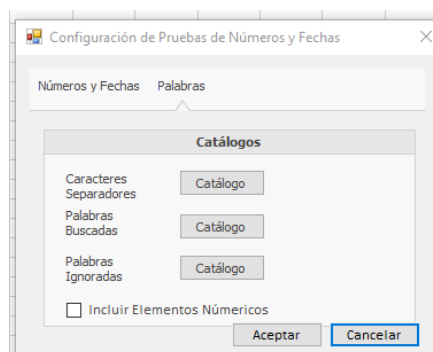 Configuración de Pruebas de Números y Fechas
Números y Fechas Palabras
Catálogos
Caracteres
Separadores
Catálogo
Palabras
Buscadas
Catálogo
Palabras
Ignoradas
Catálogo
Incluir Elementos Númericos
Aceptar Cancelar